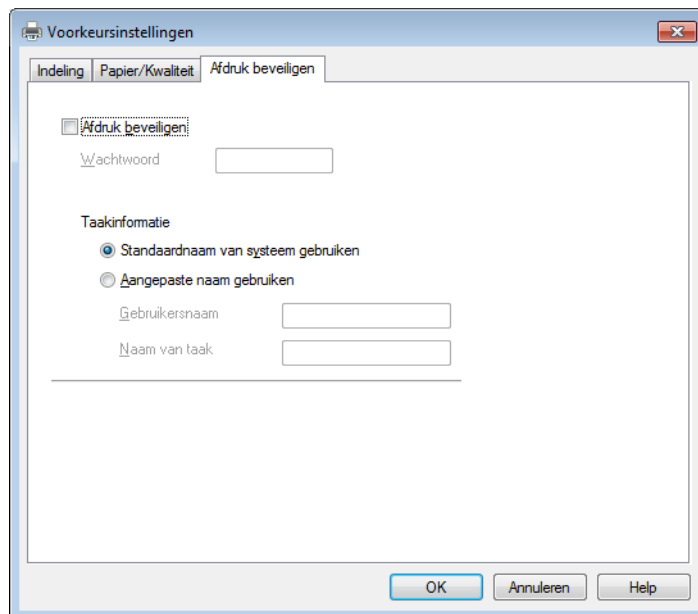 Voorkeursinstellingen
Indeling Papier/Kwaliteit Afdruk beveiligen
Afdruk beveiligen
Wachtwoord
Taakinformatie
Standaardnaam van systeem gebruiken
Aangepaste naam gebruiken
Gebruikersnaam
Naam van taak
OK Annuleren Help